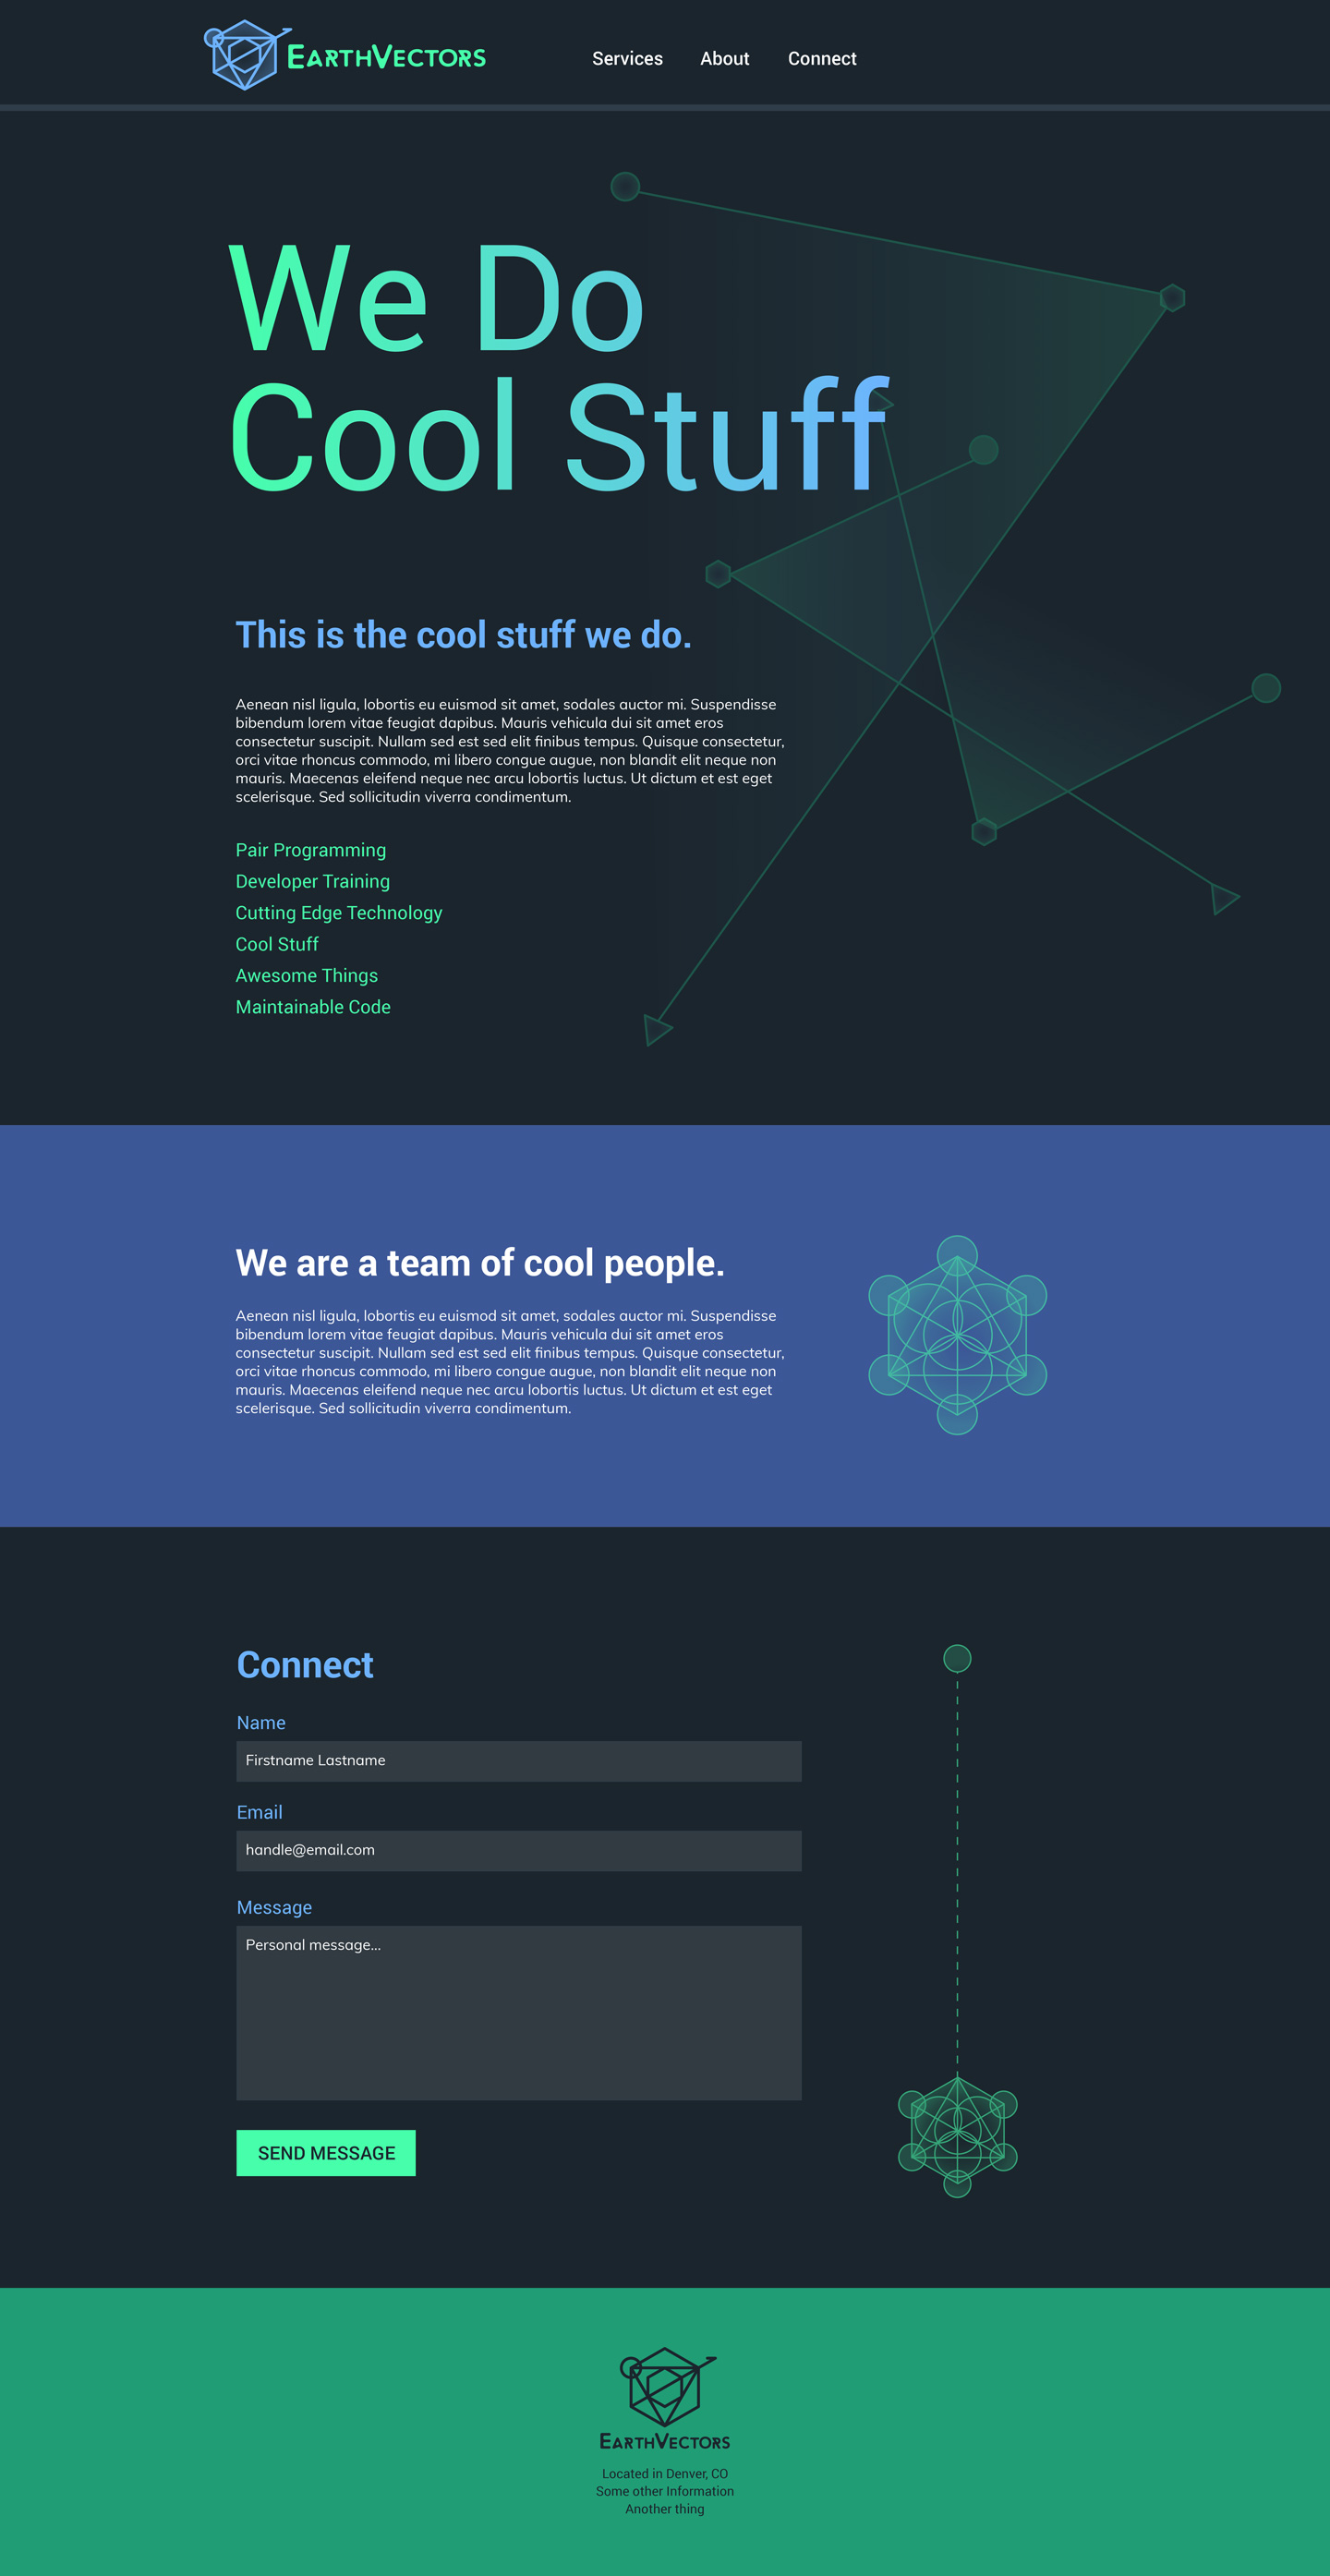 EarthVectors
Services About Connect
We Do
Cool Stuff
This is the cool stuff we do.
Aenean nisl ligula, lobortis eu euismod sit amet, sodales auctor mi. Suspendisse
bibendum lorem vitae feugiat dapibus. Mauris vehicula dui sit amet eros
consectetur suscipit. Nullam sed est sed elit finibus tempus. Quisque consectetur,
orci vitae rhoncus commodo, mi libero congue augue, non blandit elit neque non
mauris. Maecenas eleifend neque nec arcu lobortis luctus. Ut dictum et est eget
scelerisque. Sed sollicitudin viverra condimentum.
Pair Programming
Developer Training
Cutting Edge Technology
Cool Stuff
Awesome Things
Maintainable Code
We are a team of cool people.
Aenean nisl ligula, lobortis eu euismod sit amet, sodales auctor mi. Suspendisse
bibendum lorem vitae feugiat dapibus. Mauris vehicula dui sit amet eros
consectetur suscipit. Nullam sed est sed elit finibus tempus. Quisque consectetur,
orci vitae rhoncus commodo, mi libero congue augue, non blandit elit neque non
mauris. Maecenas eleifend neque nec arcu lobortis luctus. Ut dictum et est eget
scelerisque. Sed sollicitudin viverra condimentum.
Connect
Name
Firstname Lastname
Email
handle@email.com
Message
Personal message...
SEND MESSAGE
EarthVectors
Located in Denver, CO
Some other Information
Another thing